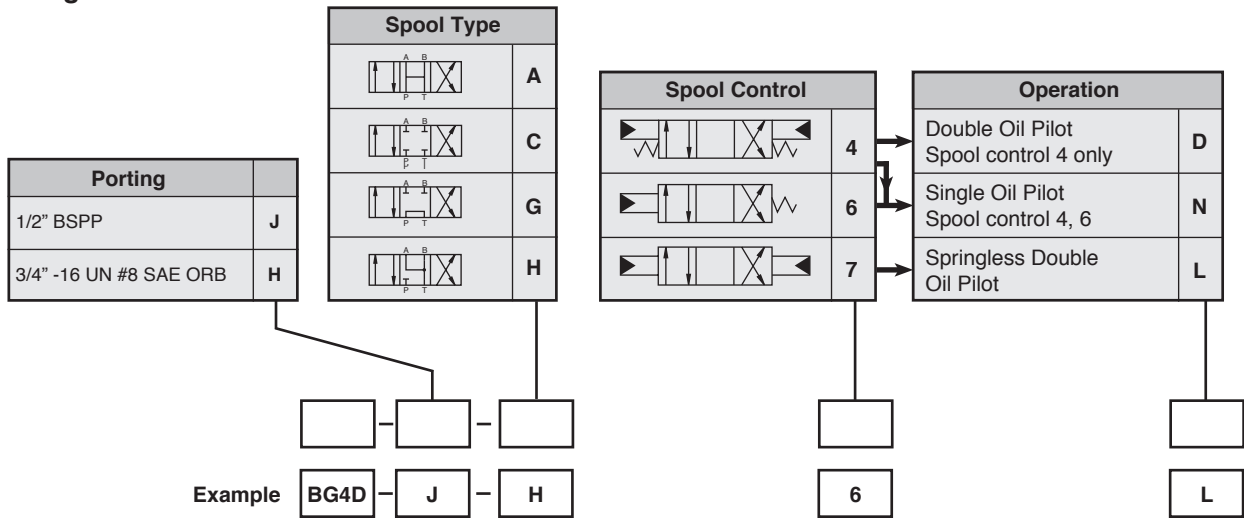 Spool Type
A B
P T
A
A B
P T
C
A B
P T
G
A B
P T
H
Porting
1/2” BSPP J
3/4” -16 UN #8 SAE ORB H
Spool Control
4
6
7
Operation
Double Oil Pilot
Spool control 4 only
D
Single Oil Pilot
Spool control 4, 6
N
Springless Double
Oil Pilot
L
– –
Example BG4D – J – H 6 L